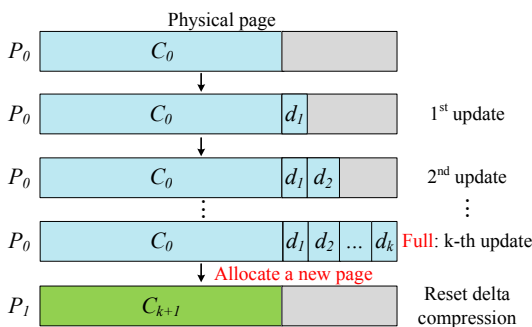 Physical page
P₀ C₀
P₀ C₀ d₁ 1ˢᵗ update
P₀ C₀ d₁ d₂ 2ⁿᵈ update
⋮ ⋮
P₀ C₀ d₁ d₂ ... dₖ Full: k-th update
Allocate a new page
P₁ Cₖ₊₁ Reset delta
compression